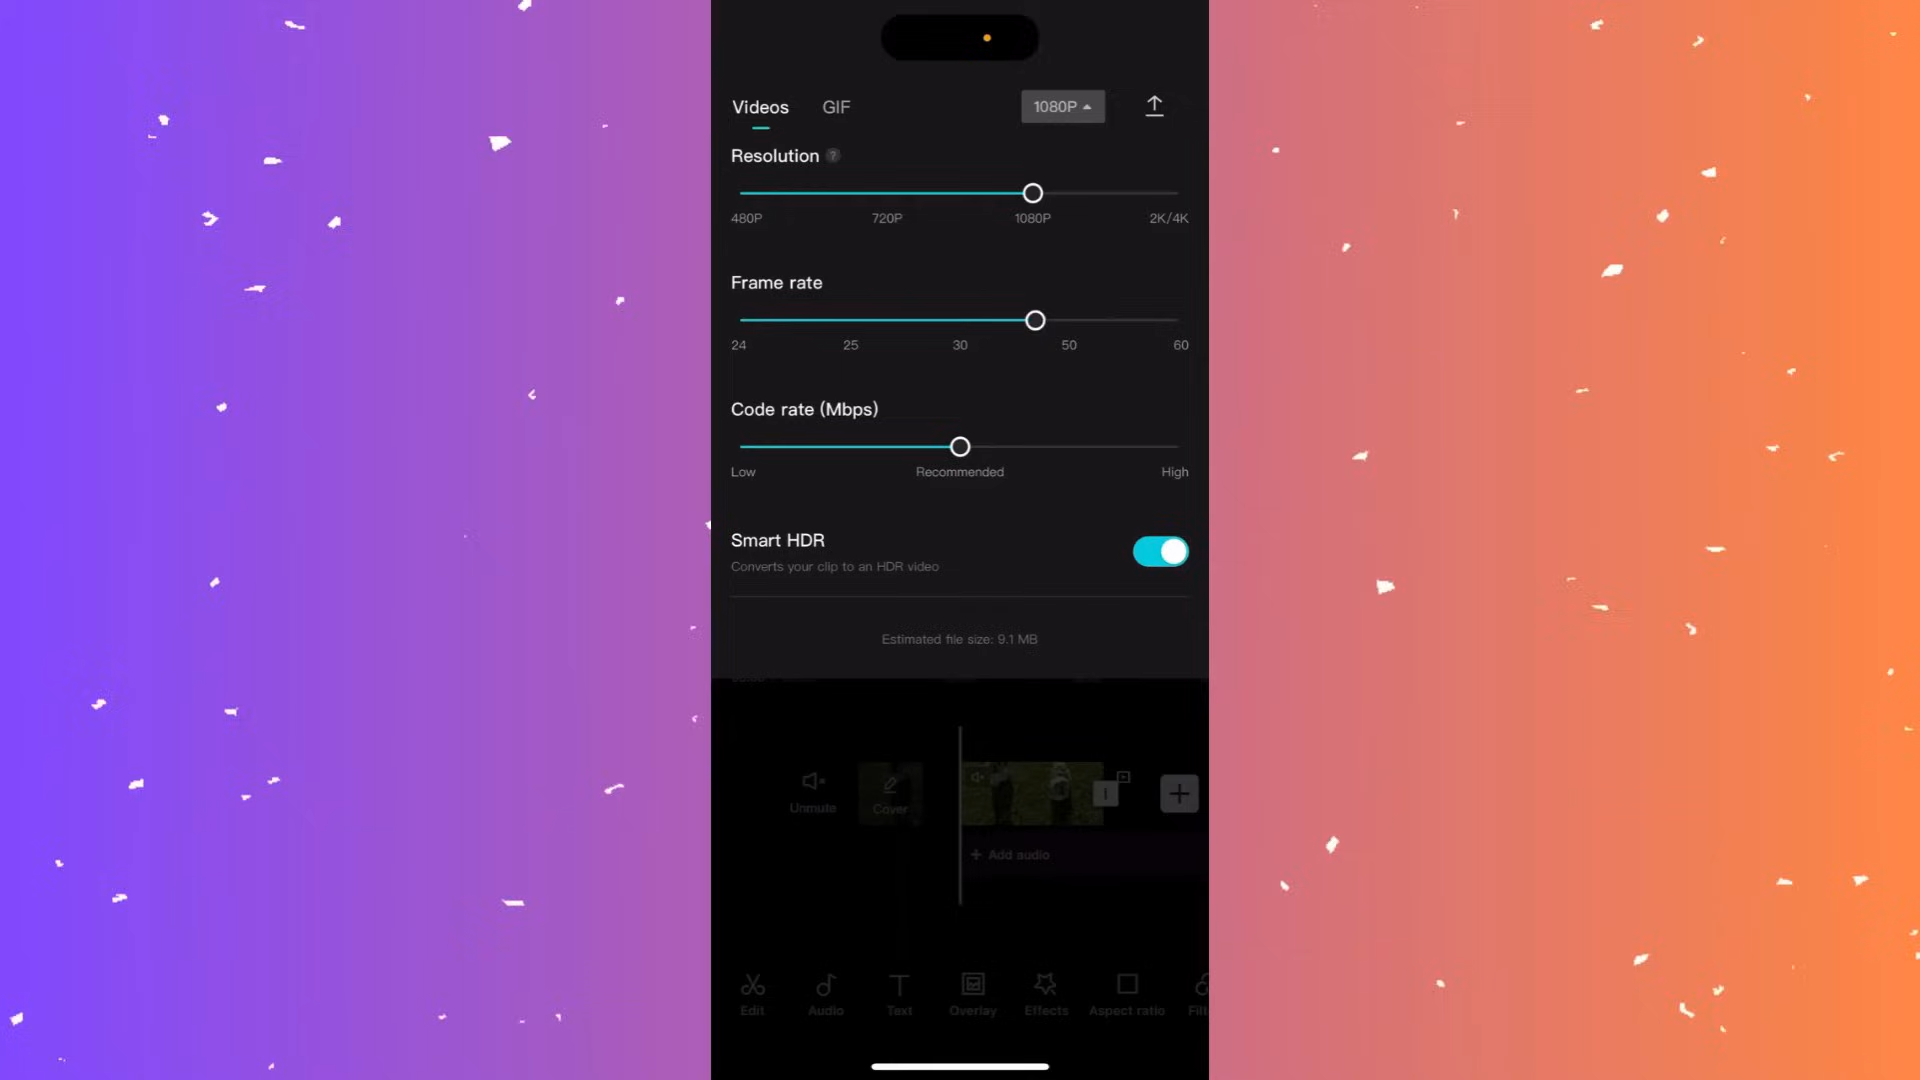 Videos GIF 1080P
Resolution ?
480P 720P 1080P 2K/4K
Frame rate
24 25 30 50 60
Code rate (Mbps)
Low Recommended High
Smart HDR
Converts your clip to an HDR video
Estimated file size: 9.1 MB
Unmute Cover
+ Add audio
Edit Audio Text Overlay Effects Aspect ratio